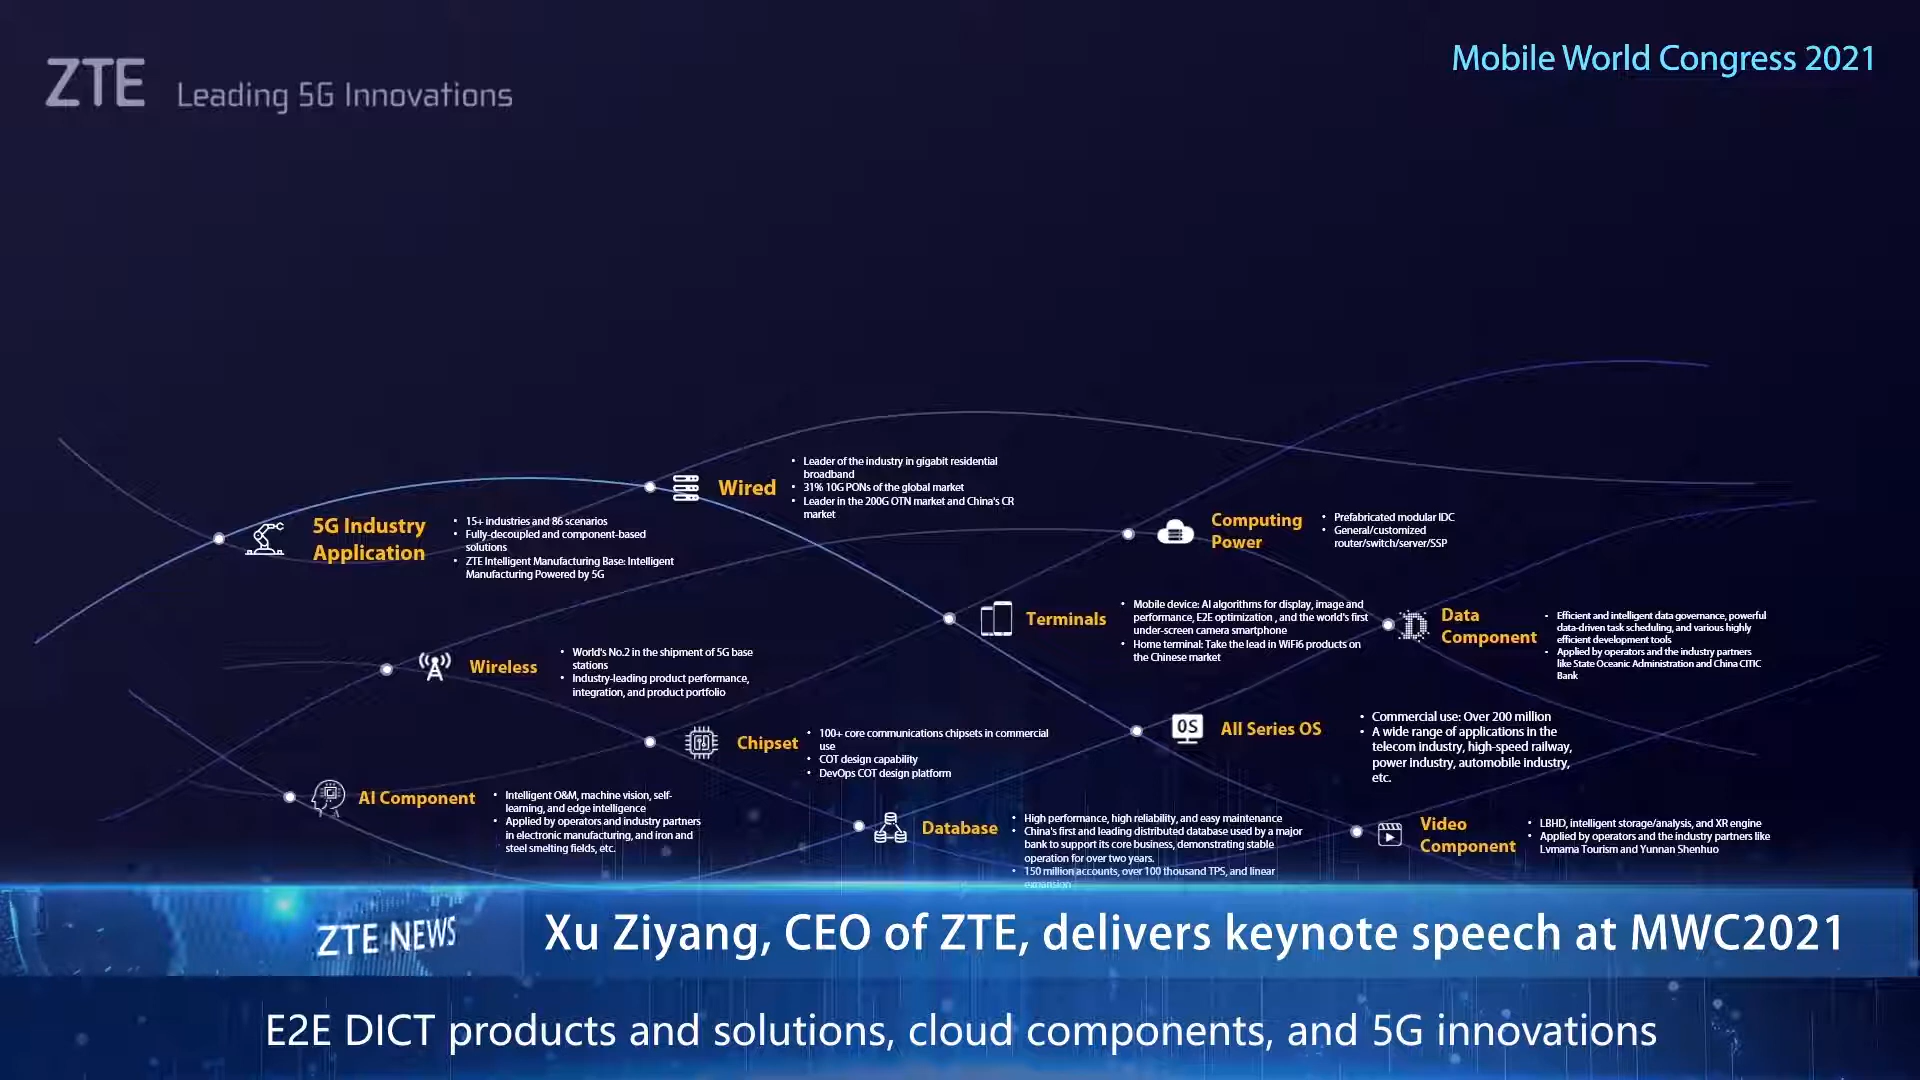 ZTE Leading 5G Innovations
Mobile World Congress 2021
Wired
• Leader of the industry in gigabit residential
broadband
• 31% 10G PONs of the global market
• Leader in the 200G OTN market and China's CR
market
5G Industry
Application
• 15+ industries and 86 scenarios
• Fully-decoupled and component-based
solutions
• ZTE Intelligent Manufacturing Base: Intelligent
Manufacturing Powered by 5G
Computing
Power
• Prefabricated modular IDC
• General/customized
router/switch/server/SSP
Terminals
• Mobile device: AI algorithms for display, image and
performance, E2E optimization , and the world's first
under-screen camera smartphone
• Home terminal: Take the lead in WiFi6 products on
the Chinese market
Data
Component
- Efficient and intelligent data governance, powerful
data-driven task scheduling, and various highly
efficient development tools
• Applied by operators and the industry partners
like State Oceanic Administration and China CITIC
Bank
Wireless
• World's No.2 in the shipment of 5G base
stations
• Industry-leading product performance,
integration, and product portfolio
Chipset
• 100+ core communications chipsets in commercial
use
• COT design capability
• DevOps COT design platform
OS
All Series OS
• Commercial use: Over 200 million
• A wide range of applications in the
telecom industry, high-speed railway,
power industry, automobile industry,
etc.
AI Component
• Intelligent O&M, machine vision, self-
learning, and edge intelligence
• Applied by operators and industry partners
in electronic manufacturing, and iron and
steel smelting fields, etc.
Database
• High performance, high reliability, and easy maintenance
• China's first and leading distributed database used by a major
bank to support its core business, demonstrating stable
operation for over two years.
• 150 million accounts, over 100 thousand TPS, and linear
expansion
Video
Component
• LBHD, intelligent storage/analysis, and XR engine
• Applied by operators and the industry partners like
Lvmama Tourism and Yunnan Shenhuo
ZTE NEWS
Xu Ziyang, CEO of ZTE, delivers keynote speech at MWC2021
E2E DICT products and solutions, cloud components, and 5G innovations